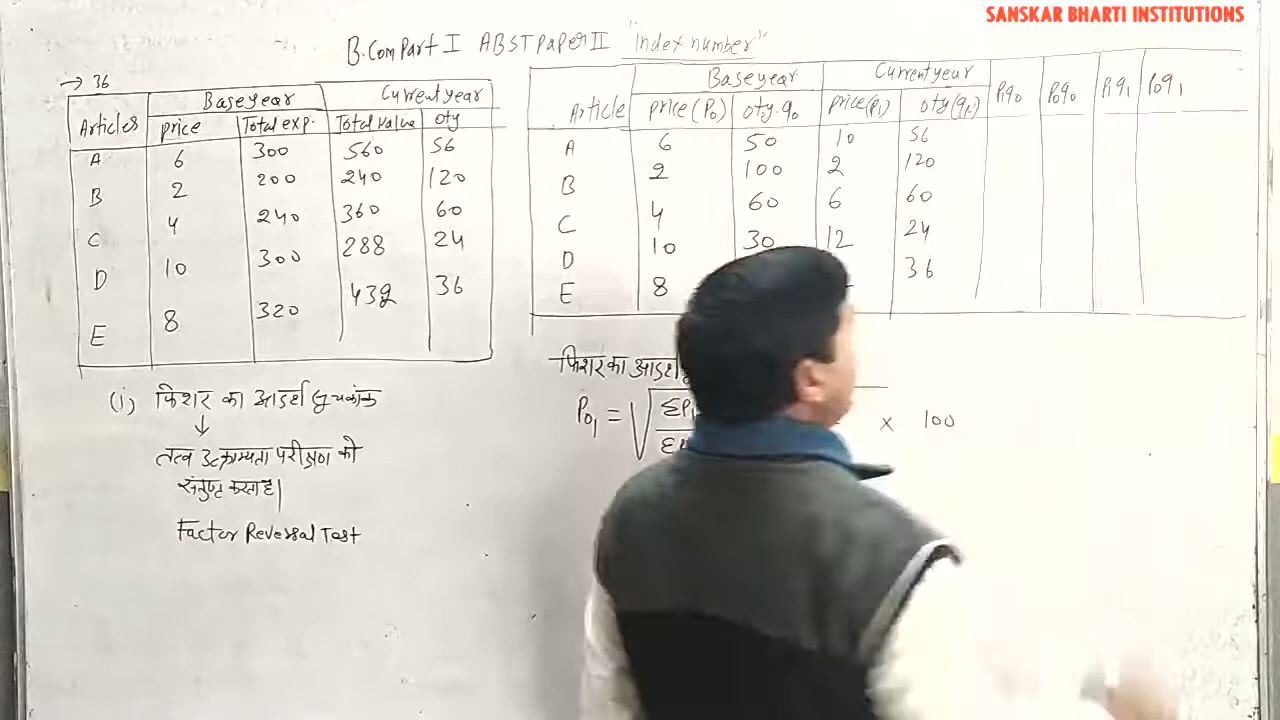 SANSKAR BHARTI INSTITUTIONS
B.Com Part I ABST Paper II "Index number"
→ 36
Articles Base year Current year
price Total exp. Total value Qty
A 6 300 560 56
B 2 200 240 120
C 4 240 360 60
D 10 300 288 24
E 8 320 432 36
(i) फिशर का आदर्श सूचकांक
↓
तत्व उत्क्राम्यता परीक्षण को
संतुष्ट करता है|
Factor Reversal Test
Article Base year Current year P₁q₀ P₀q₀ P₁q₁ P₀q₁
price (P₀) Qty. q₀ price (P₁) Qty (q₁)
A 6 50 10 56
B 2 100 2 120
C 4 60 6 60
D 10 30 12 24
E 8 36
फिशर का आदर्श
P₀₁ = √ ΣP₁ × 100